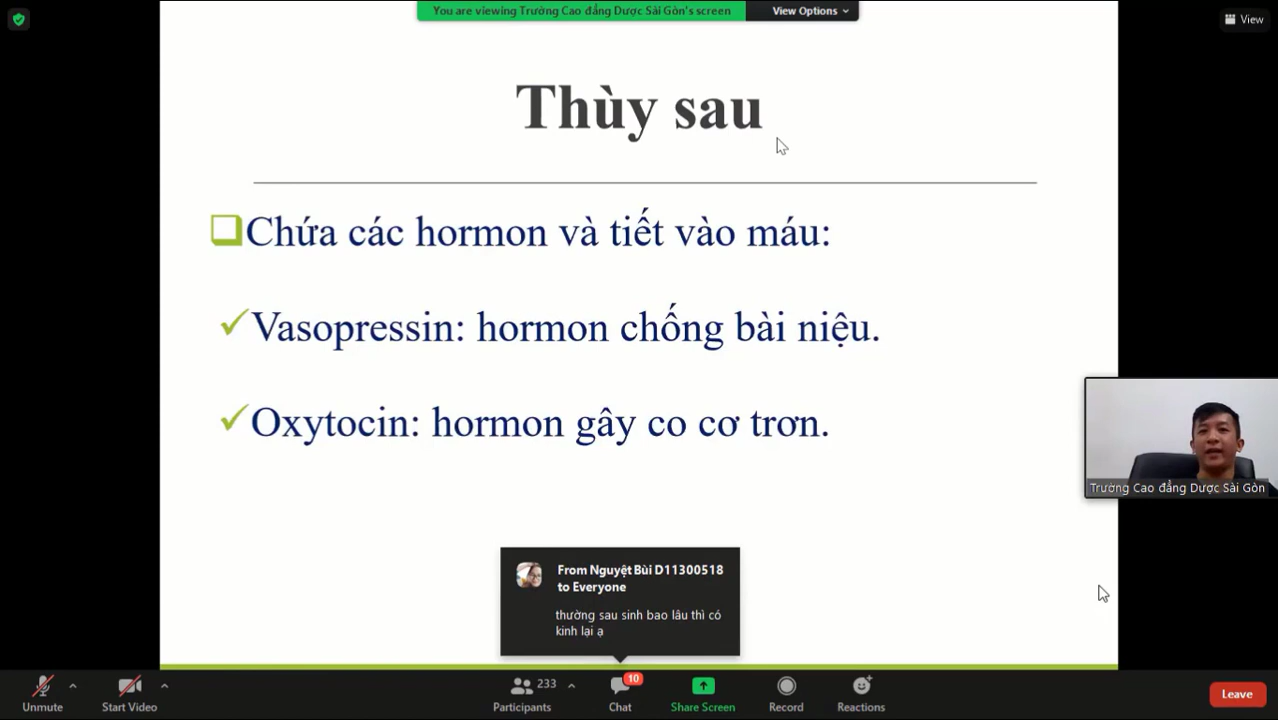 You are viewing Trường Cao đẳng Dược Sài Gòn's screen
View Options
View
Thùy sau
Chứa các hormon và tiết vào máu:
Vasopressin: hormon chống bài niệu.
Oxytocin: hormon gây co cơ trơn.
Trường Cao đẳng Dược Sài Gòn
From Nguyệt Bùi D11300518
to Everyone
thường sau sinh bao lâu thì có
kinh lại ạ
Unmute
Start Video
233
Participants
10
Chat
Share Screen
Record
Reactions
Leave